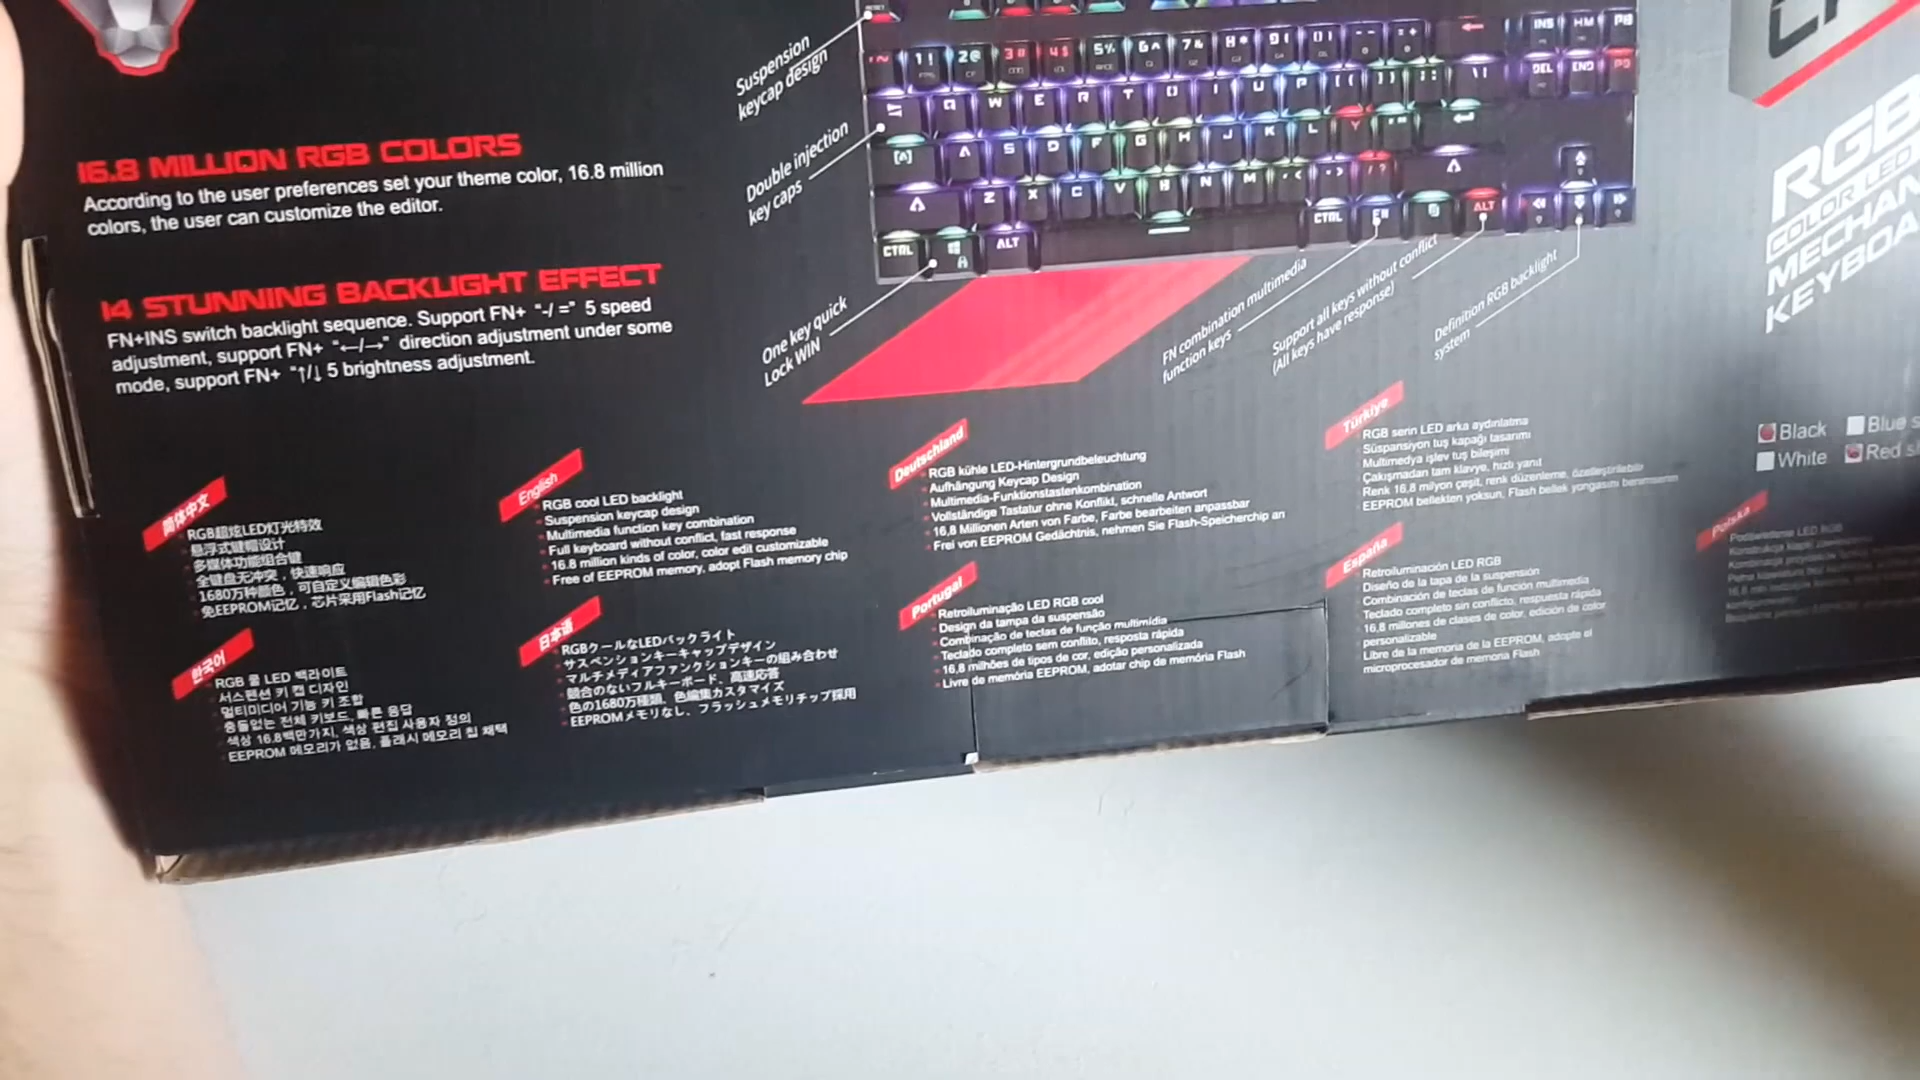 16.8 MILLION RGB COLORS
According to the user preferences set your theme color, 16.8 million
colors, the user can customize the editor.
14 STUNNING BACKLIGHT EFFECT
FN+INS switch backlight sequence. Support FN+ "-/ =" 5 speed
adjustment, support FN+ "←/→" direction adjustment under some
mode, support FN+ "↑/↓ 5 brightness adjustment.
Suspension
keycap design
Double injection
key caps
One key quick
Lock WIN
FN combination multimedia
function keys
Support all keys without conflict
(All keys have response)
Definition RGB backlight
system
RGB
COLOR LED
MECHAN
KEYBOA
Black
Blue s
White
Red s
简体中文
RGB超炫LED灯光特效
悬浮式键帽设计
多媒体功能组合键
全键盘无冲突，快速响应
1680万种颜色，可自定义编辑色彩
免EEPROM记忆，芯片采用Flash记忆
English
RGB cool LED backlight
Suspension keycap design
Multimedia function key combination
Full keyboard without conflict, fast response
16.8 million kinds of color, color edit customizable
Free of EEPROM memory, adopt Flash memory chip
Deutschland
RGB kühle LED-Hintergrundbeleuchtung
Aufhängung Keycap Design
Multimedia-Funktionstastenkombination
Vollständige Tastatur ohne Konflikt, schnelle Antwort
16,8 Millionen Arten von Farbe, Farbe bearbeiten anpassbar
Frei von EEPROM Gedächtnis, nehmen Sie Flash-Speicherchip an
Türkiye
RGB serin LED arka aydınlatma
Süspansiyon tuş kapağı tasarımı
Multimedya işlev tuş bileşimi
Çakışmadan tam klavye, hızlı yanıt
Renk 16,8 milyon çeşit, renk düzenleme, özelleştirilebilir
EEPROM bellekten yoksun, Flash bellek yongasını benimsemek
한국어
RGB 쿨 LED 백라이트
서스펜션 키 캡 디자인
멀티미디어 기능 키 조합
충돌없는 전체 키보드, 빠른 응답
색상 16.8백만가지, 색상 편집 사용자 정의
EEPROM 메모리가 없음, 플래시 메모리 칩 채택
日本语
RGBクールなLEDバックライト
サスペンションキーキャップデザイン
マルチメディアファンクションキーの組み合わせ
競合のないフルキーボード、高速応答
色の1680万種類、色編集カスタマイズ
EEPROMメモリなし、フラッシュメモリチップ採用
Portugal
Retroiluminação LED RGB cool
Design da tampa da suspensão
Combinação de teclas de função multimídia
Teclado completo sem conflito, resposta rápida
16,8 milhões de tipos de cor, edição personalizada
Livre de memória EEPROM, adotar chip de memória Flash
España
Retroiluminación LED RGB
Diseño de la tapa de la suspensión
Combinación de teclas de función multimedia
Teclado completo sin conflicto, respuesta rápida
16,8 millones de clases de color, edición de color
personalizable
Libre de la memoria de la EEPROM, adopte el
microprocesador de memoria Flash
Polska
Podświetlenie LED RGB